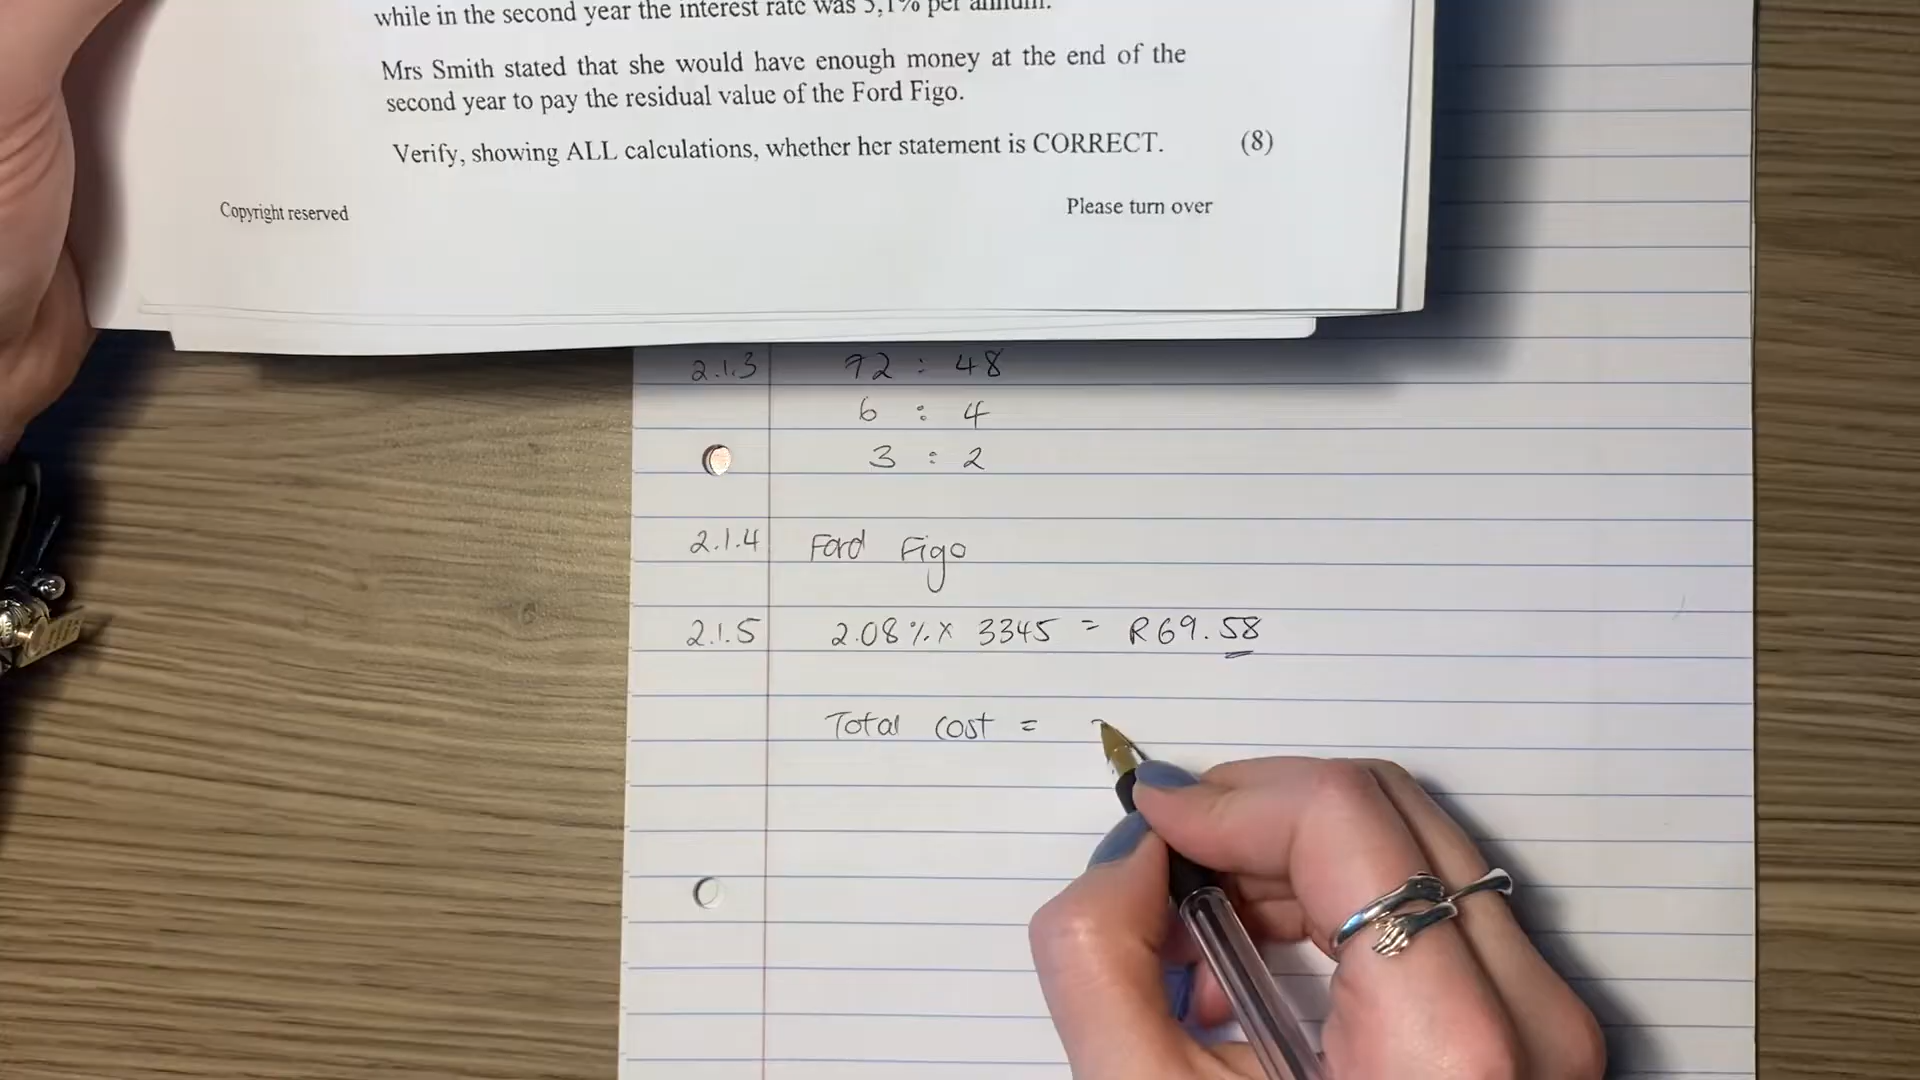 while in the second year the interest rate was 5,1% per annum.
Mrs Smith stated that she would have enough money at the end of the
second year to pay the residual value of the Ford Figo.
Verify, showing ALL calculations, whether her statement is CORRECT. (8)
Copyright reserved Please turn over
2.1.3 72 : 48
6 : 4
3 : 2
2.1.4 Ford Figo
2.1.5 2.08% x 3345 = R69.58
Total cost =